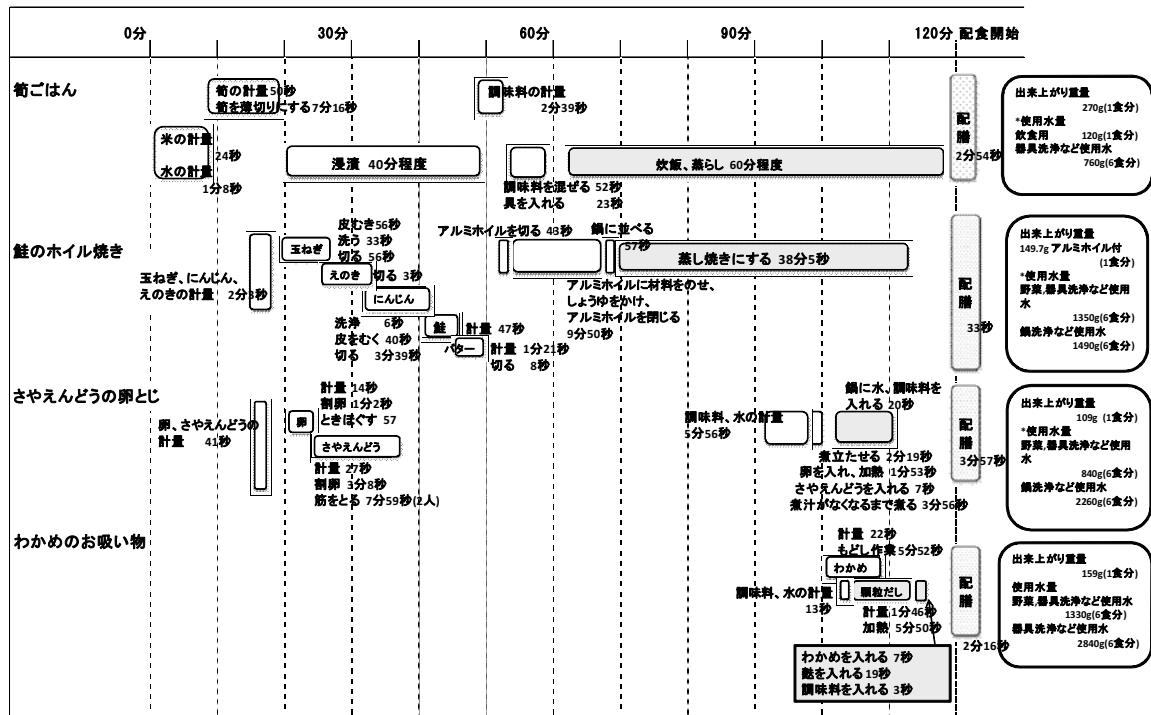 0分 30分 60分 90分 120分 配食開始
筍ごはん
筍の計量 50秒
筍を薄切りにする 7分16秒
米の計量
24秒
水の計量
1分8秒
浸漬 40分程度
調味料の計量
2分39秒
調味料を混ぜる 52秒
具を入れる 23秒
炊飯、蒸らし 60分程度
配膳
2分54秒
出来上がり重量
270g(1食分)
*使用水量
飲食用 120g(1食分)
器具洗浄など使用水
760g(6食分)
鮭のホイル焼き
玉ねぎ、にんじん、
えのきの計量 2分3秒
玉ねぎ
皮むき56秒
洗う 33秒
切る 56秒
えのき
切る 3秒
にんじん
洗浄 6秒
皮をむく 40秒
切る 3分39秒
鮭
計量 47秒
バター
計量 1分21秒
切る 8秒
アルミホイルを切る 43秒
アルミホイルに材料をのせ、
しょうゆをかけ、
アルミホイルを閉じる
9分50秒
鍋に並べる
57秒
蒸し焼きにする 38分5秒
配膳
33秒
出来上がり重量
149.7g アルミホイル付
(1食分)
*使用水量
野菜,器具洗浄など使用
水
1350g(6食分)
鍋洗浄など使用水
1490g(6食分)
さやえんどうの卵とじ
卵、さやえんどうの
計量 41秒
計量 14秒
割卵 1分2秒
ときほぐす 57
卵
さやえんどう
計量 27秒
割卵 3分8秒
筋をとる 7分59秒(2人)
調味料、水の計量
5分56秒
鍋に水、調味料を
入れる 20秒
煮立たせる 2分19秒
卵を入れ、加熱 1分53秒
さやえんどうを入れる 7秒
煮汁がなくなるまで煮る 3分56秒
配膳
3分57秒
出来上がり重量
109g (1食分)
*使用水量
野菜,器具洗浄など使用
水
840g(6食分)
鍋洗浄など使用水
2260g(6食分)
わかめのお吸い物
計量 22秒
もどし作業 5分52秒
わかめ
調味料、水の計量
13秒
顆粒だし
計量 1分46秒
加熱 5分50秒
わかめを入れる 7秒
麩を入れる 19秒
調味料を入れる 3秒
配膳
2分16秒
出来上がり重量
159g(1食分)
使用水量
野菜,器具洗浄など使用水
1330g(6食分)
器具洗浄など使用水
2840g(6食分)